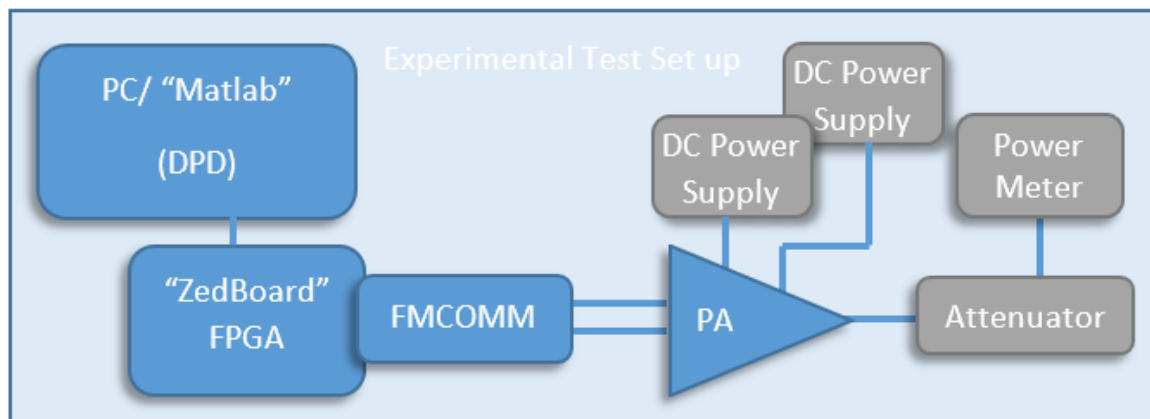 Experimental Test Set up
PC/ “Matlab”
(DPD)
“ZedBoard”
FPGA
FMCOMM
PA
DC Power
Supply
DC Power
Supply
Power
Meter
Attenuator